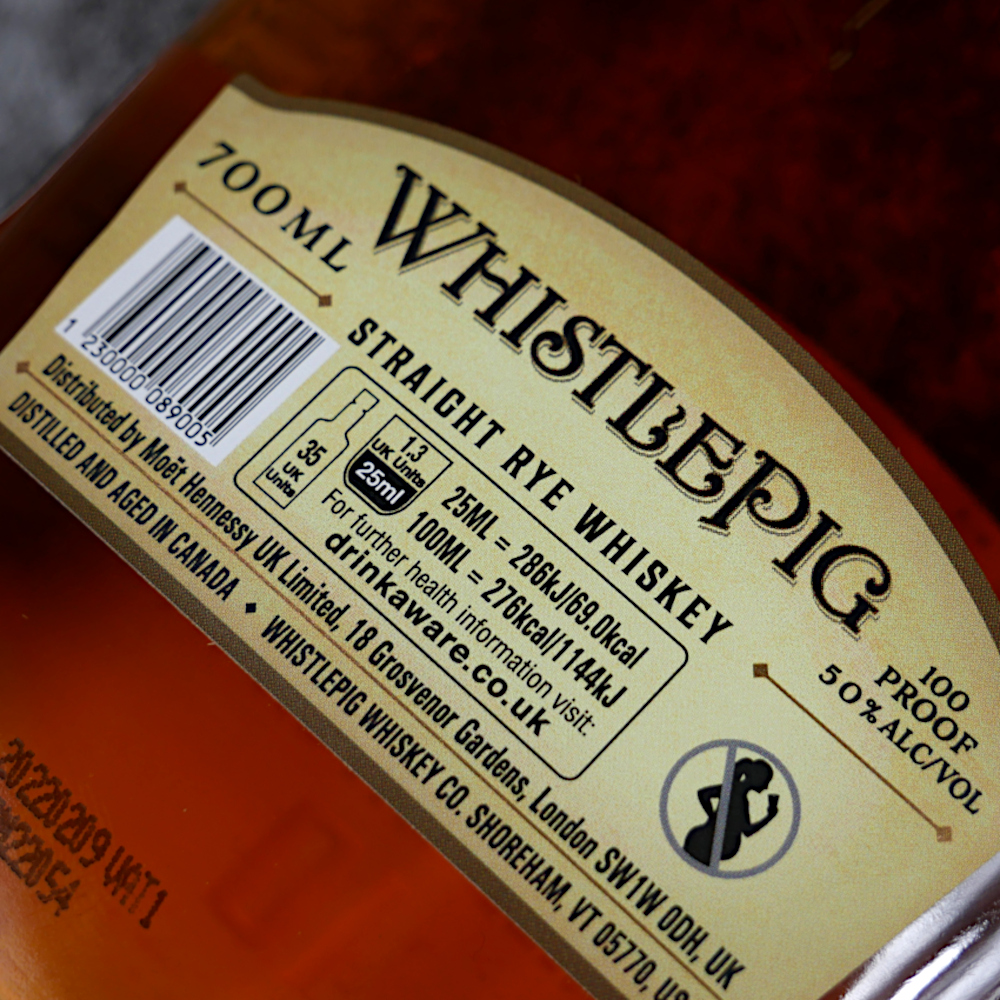 700ML
WHISTLEPIG
STRAIGHT RYE WHISKEY
1 230000 089005
35
UK
Units
1.3
UK Units
25ml
25ML = 286kJ/69.0kcal
100ML = 276kcal/1144kJ
For further health information visit:
drinkaware.co.uk
100
PROOF
50%ALC/VOL
Distributed by Moët Hennessy UK Limited, 18 Grosvenor Gardens, London SW1W 0DH, UK
DISTILLED AND AGED IN CANADA ♦ WHISTLEPIG WHISKEY CO. SHOREHAM, VT 05770,
20220209 VAT1
22054